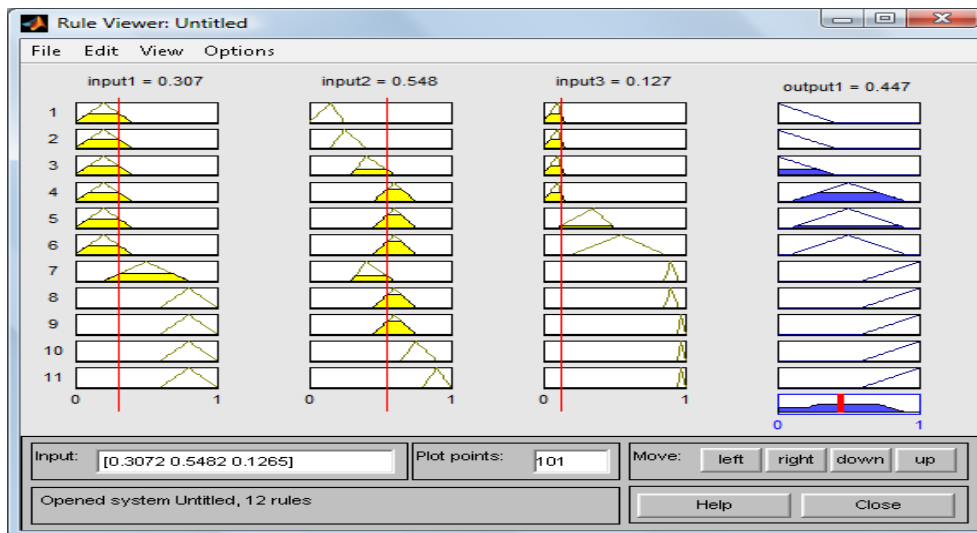 Rule Viewer: Untitled
File Edit View Options
input1 = 0.307 input2 = 0.548 input3 = 0.127 output1 = 0.447
1
2
3
4
5
6
7
8
9
10
11
0 1 0 1 0 1
0 1
Input: [0.3072 0.5482 0.1265] Plot points: 101 Move: left right down up
Opened system Untitled, 12 rules Help Close